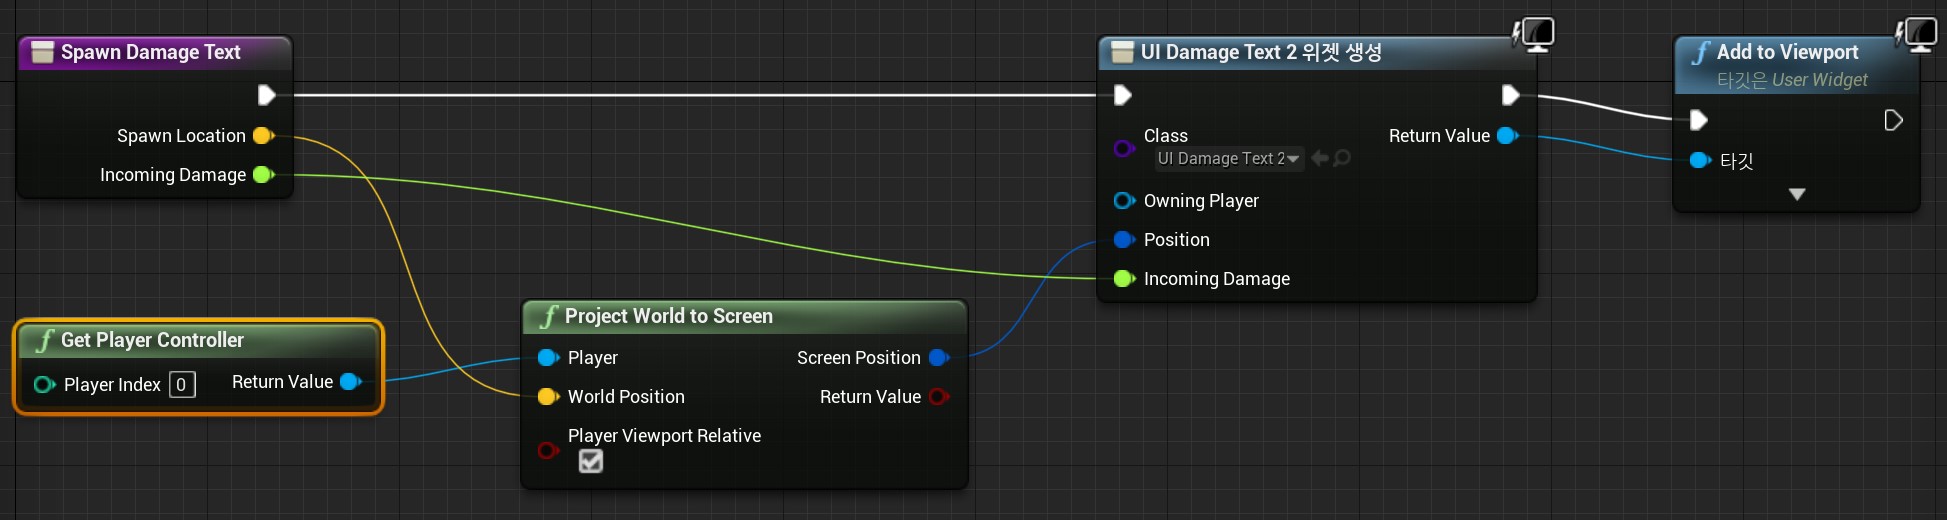 Spawn Damage Text
Spawn Location
Incoming Damage
UI Damage Text 2 위젯 생성
Class
UI Damage Text 2
Return Value
Owning Player
Position
Incoming Damage
f Add to Viewport
타깃은 User Widget
타깃
f Get Player Controller
Player Index 0
Return Value
f Project World to Screen
Player
Screen Position
World Position
Return Value
Player Viewport Relative